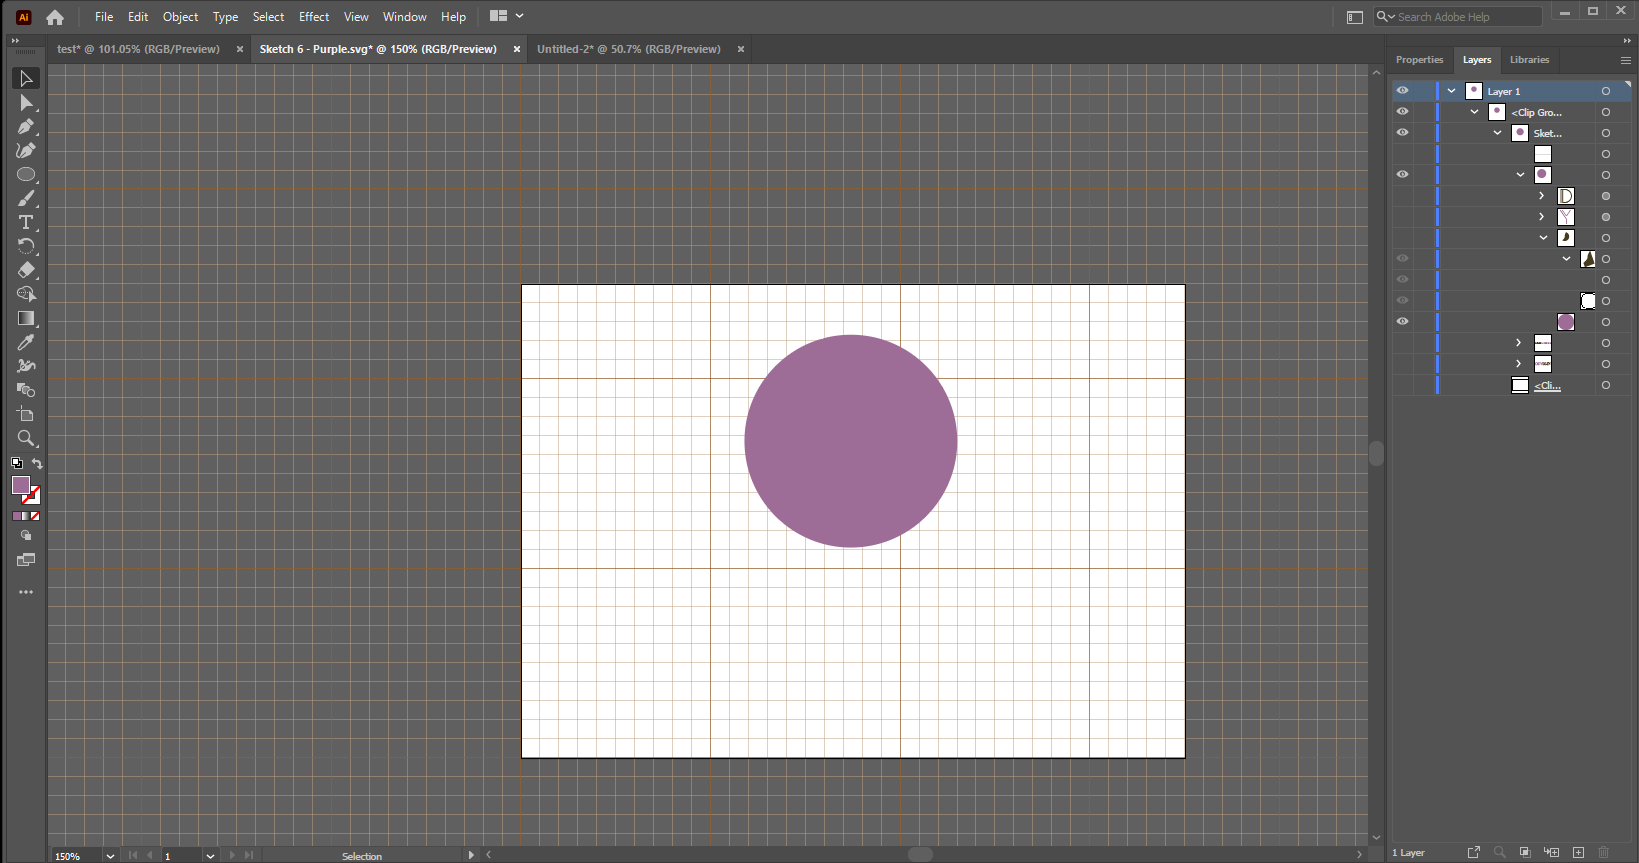 Ai File Edit Object Type Select Effect View Window Help Search Adobe Help
test* @ 101.05% (RGB/Preview) × Sketch 6 - Purple.svg* @ 150% (RGB/Preview) × Untitled-2* @ 50.7% (RGB/Preview) ×
Properties Layers Libraries
Layer 1
<Clip Gro...
Sket...
D
Y
<Cli...
1 Layer
150% 1 Selection